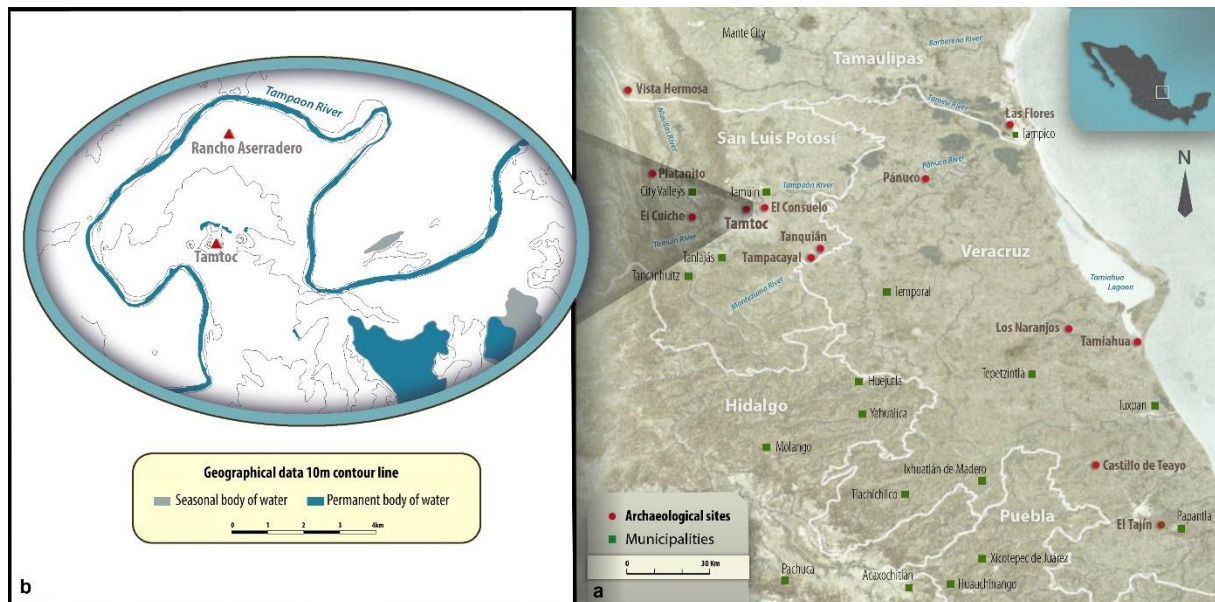 Tampaon River
Rancho Aserradero
Tamtoc
Geographical data 10m contour line
Seasonal body of water
Permanent body of water
0 1 2 3 4km
b
Mante City
Barberena River
Tamaulipas
Vista Hermosa
Tamesí River
Las Flores
Tampico
San Luis Potosí
Pánuco River
Platanito
Pánuco
City Valleys
Tamuín
Tampaón River
El Consuelo
El Cuiche
Tamtoc
Tamuín River
Tanquián
Veracruz
Tanlajás
Tampacayal
Tancanhuitz
Moctezuma River
Tamiahua
Lagoon
Temporal
Los Naranjos
Tamiahua
Tepetzintla
Huejutla
Tuxpan
Hidalgo
Yahualica
Molango
Ixhuatlán de Madero
Castillo de Teayo
Tlachichilco
Puebla
El Tajín
Papantla
Xicotepec de Juárez
Pachuca
Acaxochitlan
Huauchinango
N
Archaeological sites
Municipalities
0 30 Km
a